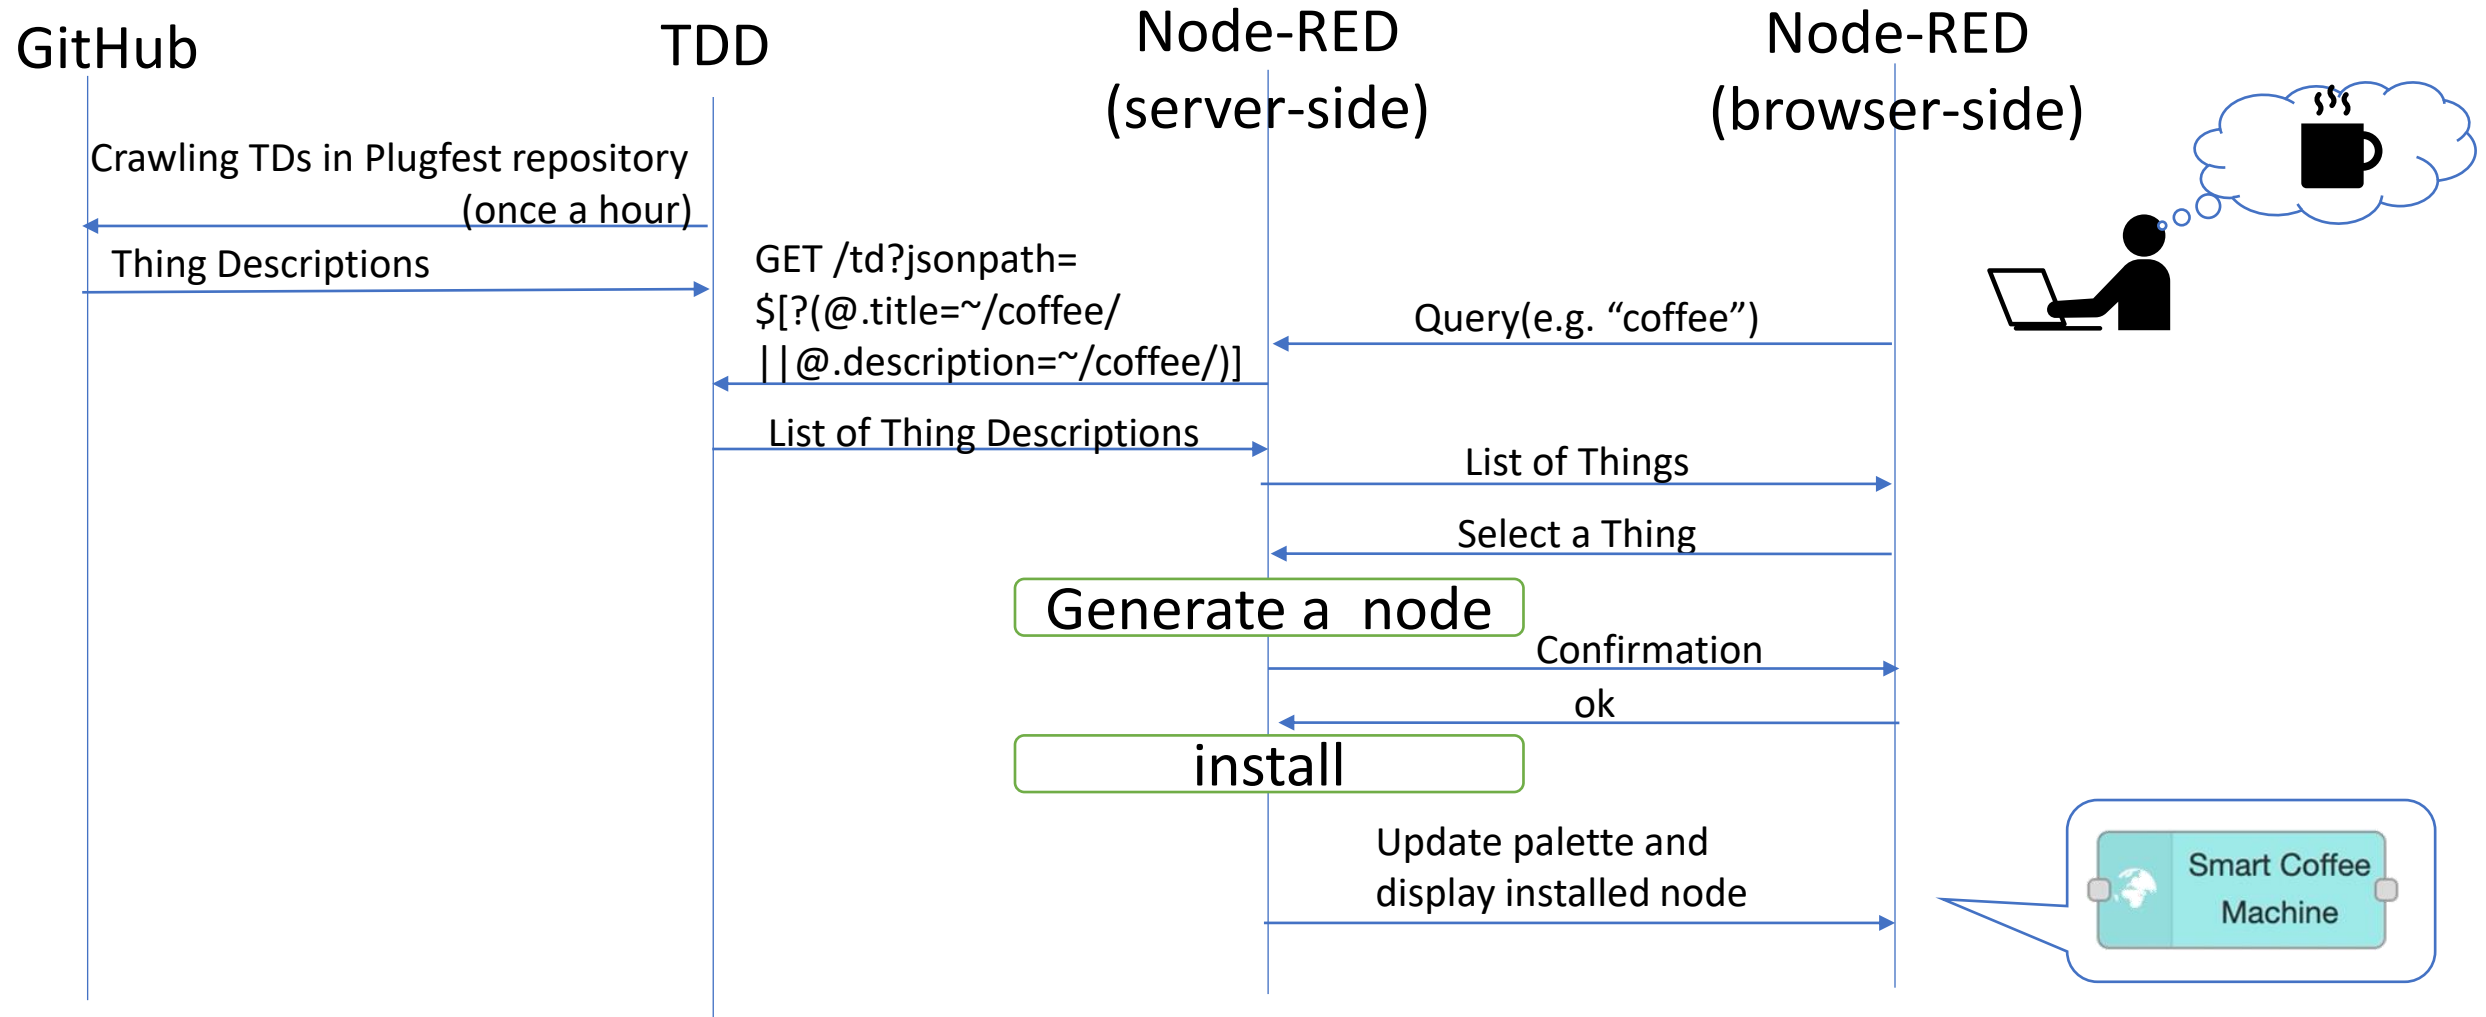 GitHub
TDD
Node-RED
(server-side)
Node-RED
(browser-side)
Crawling TDs in Plugfest repository
(once a hour)
Thing Descriptions
GET /td?jsonpath=
$[?(@.title=~/coffee/
||@.description=~/coffee/)]
Query(e.g. “coffee”)
List of Thing Descriptions
List of Things
Select a Thing
Generate a  node
Confirmation
ok
install
Update palette and
display installed node
Smart Coffee
Machine